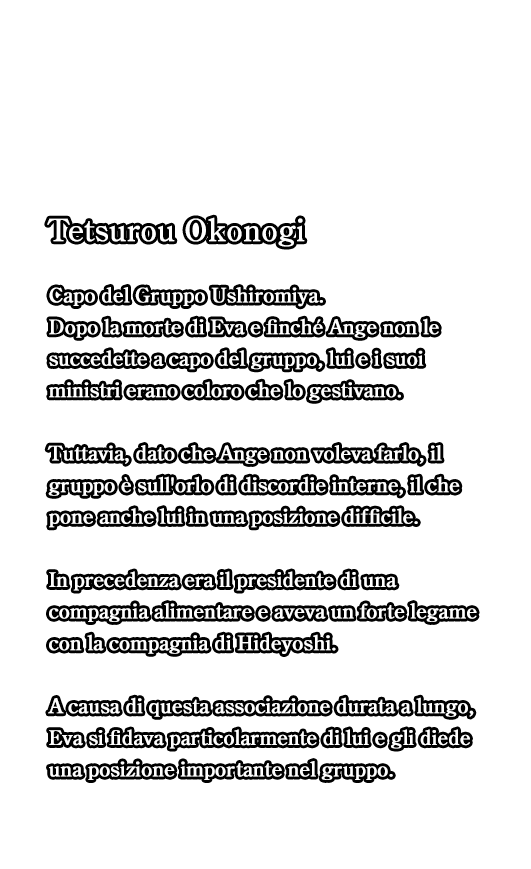 Tetsurou Okonogi
Capo del Gruppo Ushiromiya.
Dopo la morte di Eva e finché Ange non le
succedette a capo del gruppo, lui e i suoi
ministri erano coloro che lo gestivano.
Tuttavia, dato che Ange non voleva farlo, il
gruppo è sull'orlo di discordie interne, il che
pone anche lui in una posizione difficile.
In precedenza era il presidente di una
compagnia alimentare e aveva un forte legame
con la compagnia di Hideyoshi.
A causa di questa associazione durata a lungo,
Eva si fidava particolarmente di lui e gli diede
una posizione importante nel gruppo.